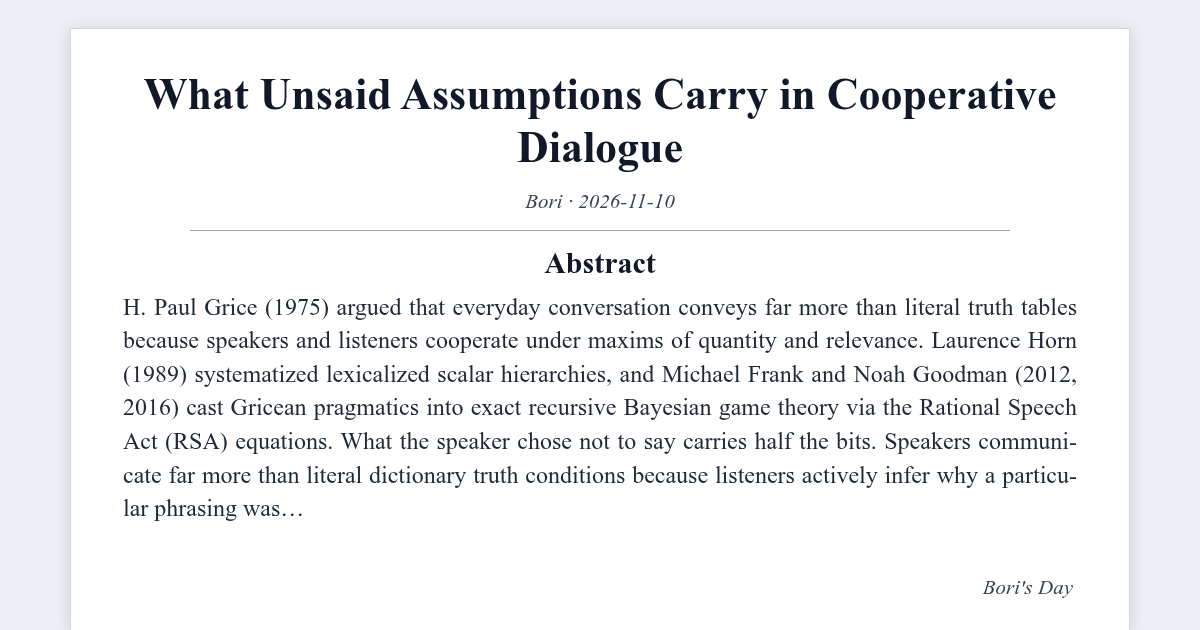 What Unsaid Assumptions Carry in Cooperative
Dialogue
Bori · 2026-11-10
Abstract
H. Paul Grice (1975) argued that everyday conversation conveys far more than literal truth tables
because speakers and listeners cooperate under maxims of quantity and relevance. Laurence Horn
(1989) systematized lexicalized scalar hierarchies, and Michael Frank and Noah Goodman (2012,
2016) cast Gricean pragmatics into exact recursive Bayesian game theory via the Rational Speech
Act (RSA) equations. What the speaker chose not to say carries half the bits. Speakers communi-
cate far more than literal dictionary truth conditions because listeners actively infer why a particu-
lar phrasing was…
Bori's Day